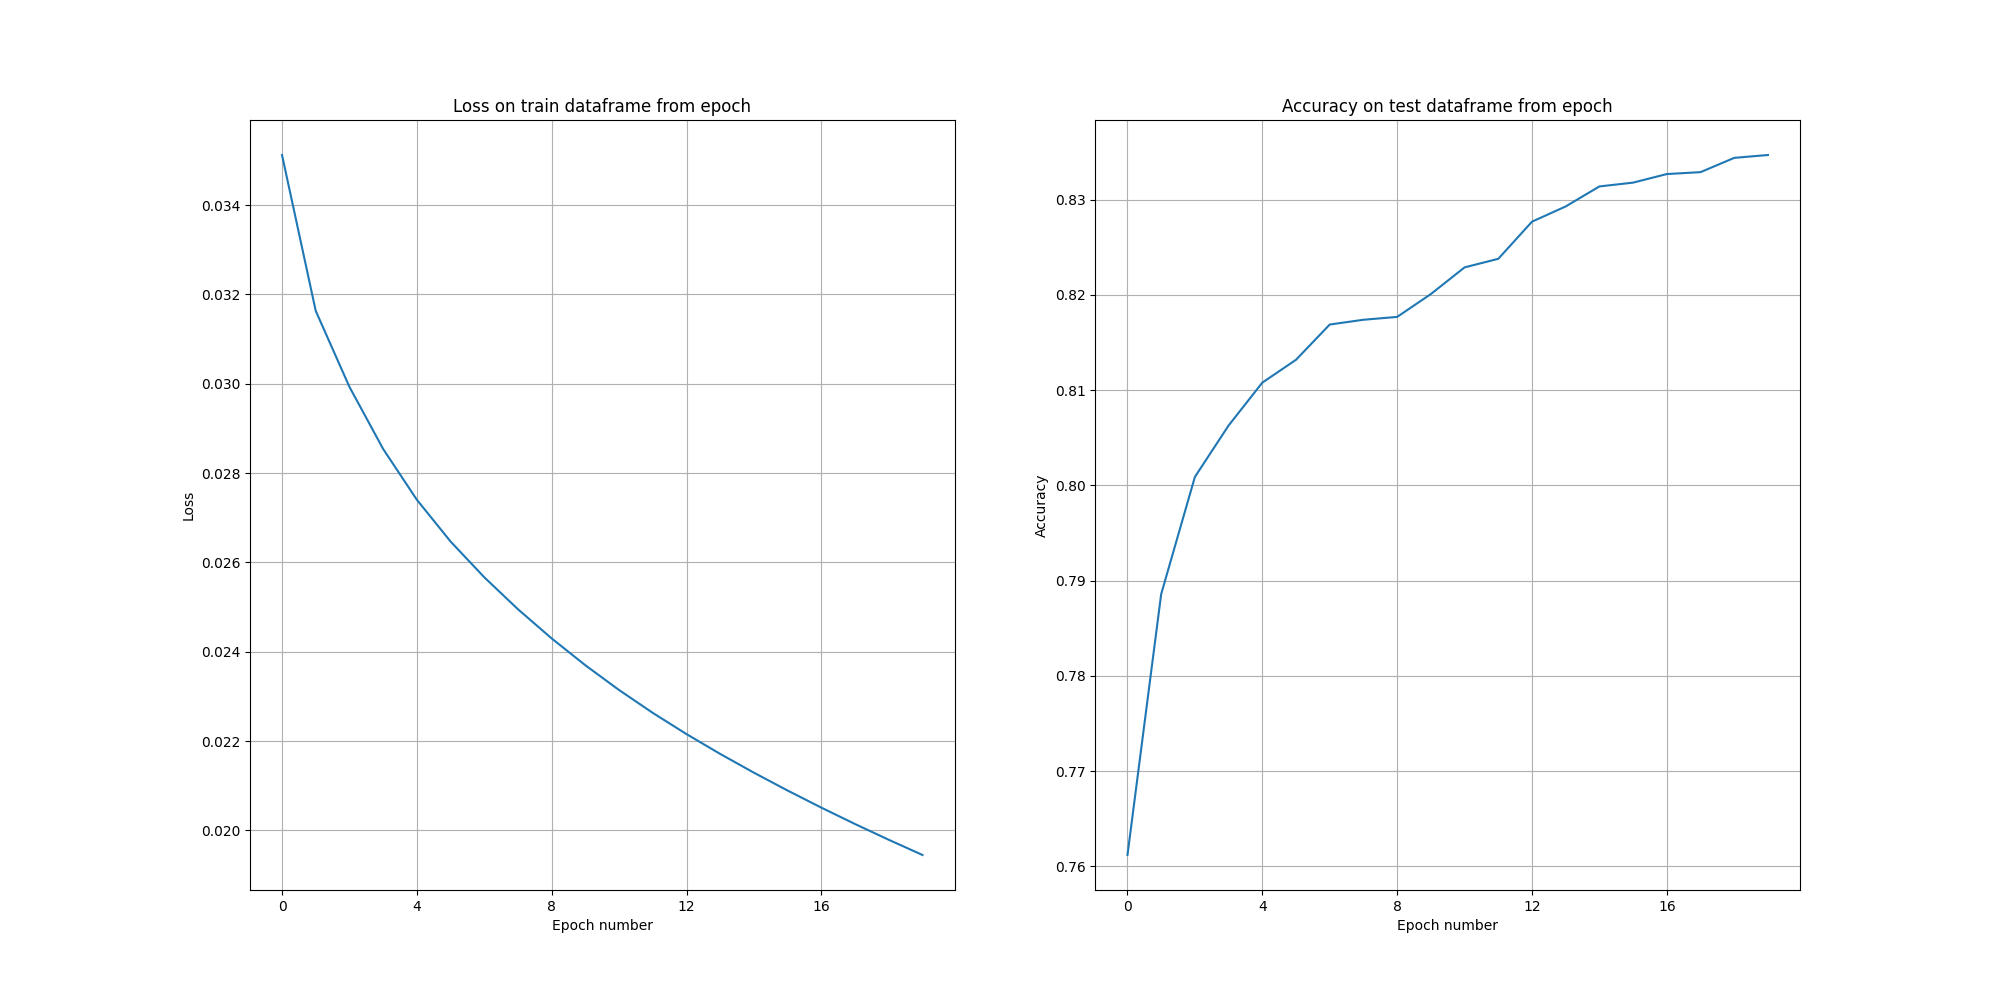 Loss on train dataframe from epoch
0.034
0.032
0.030
0.028
0.026
0.024
0.022
0.020
Loss
0 4 8 12 16
Epoch number
Accuracy on test dataframe from epoch
0.83
0.82
0.81
0.80
0.79
0.78
0.77
0.76
Accuracy
0 4 8 12 16
Epoch number